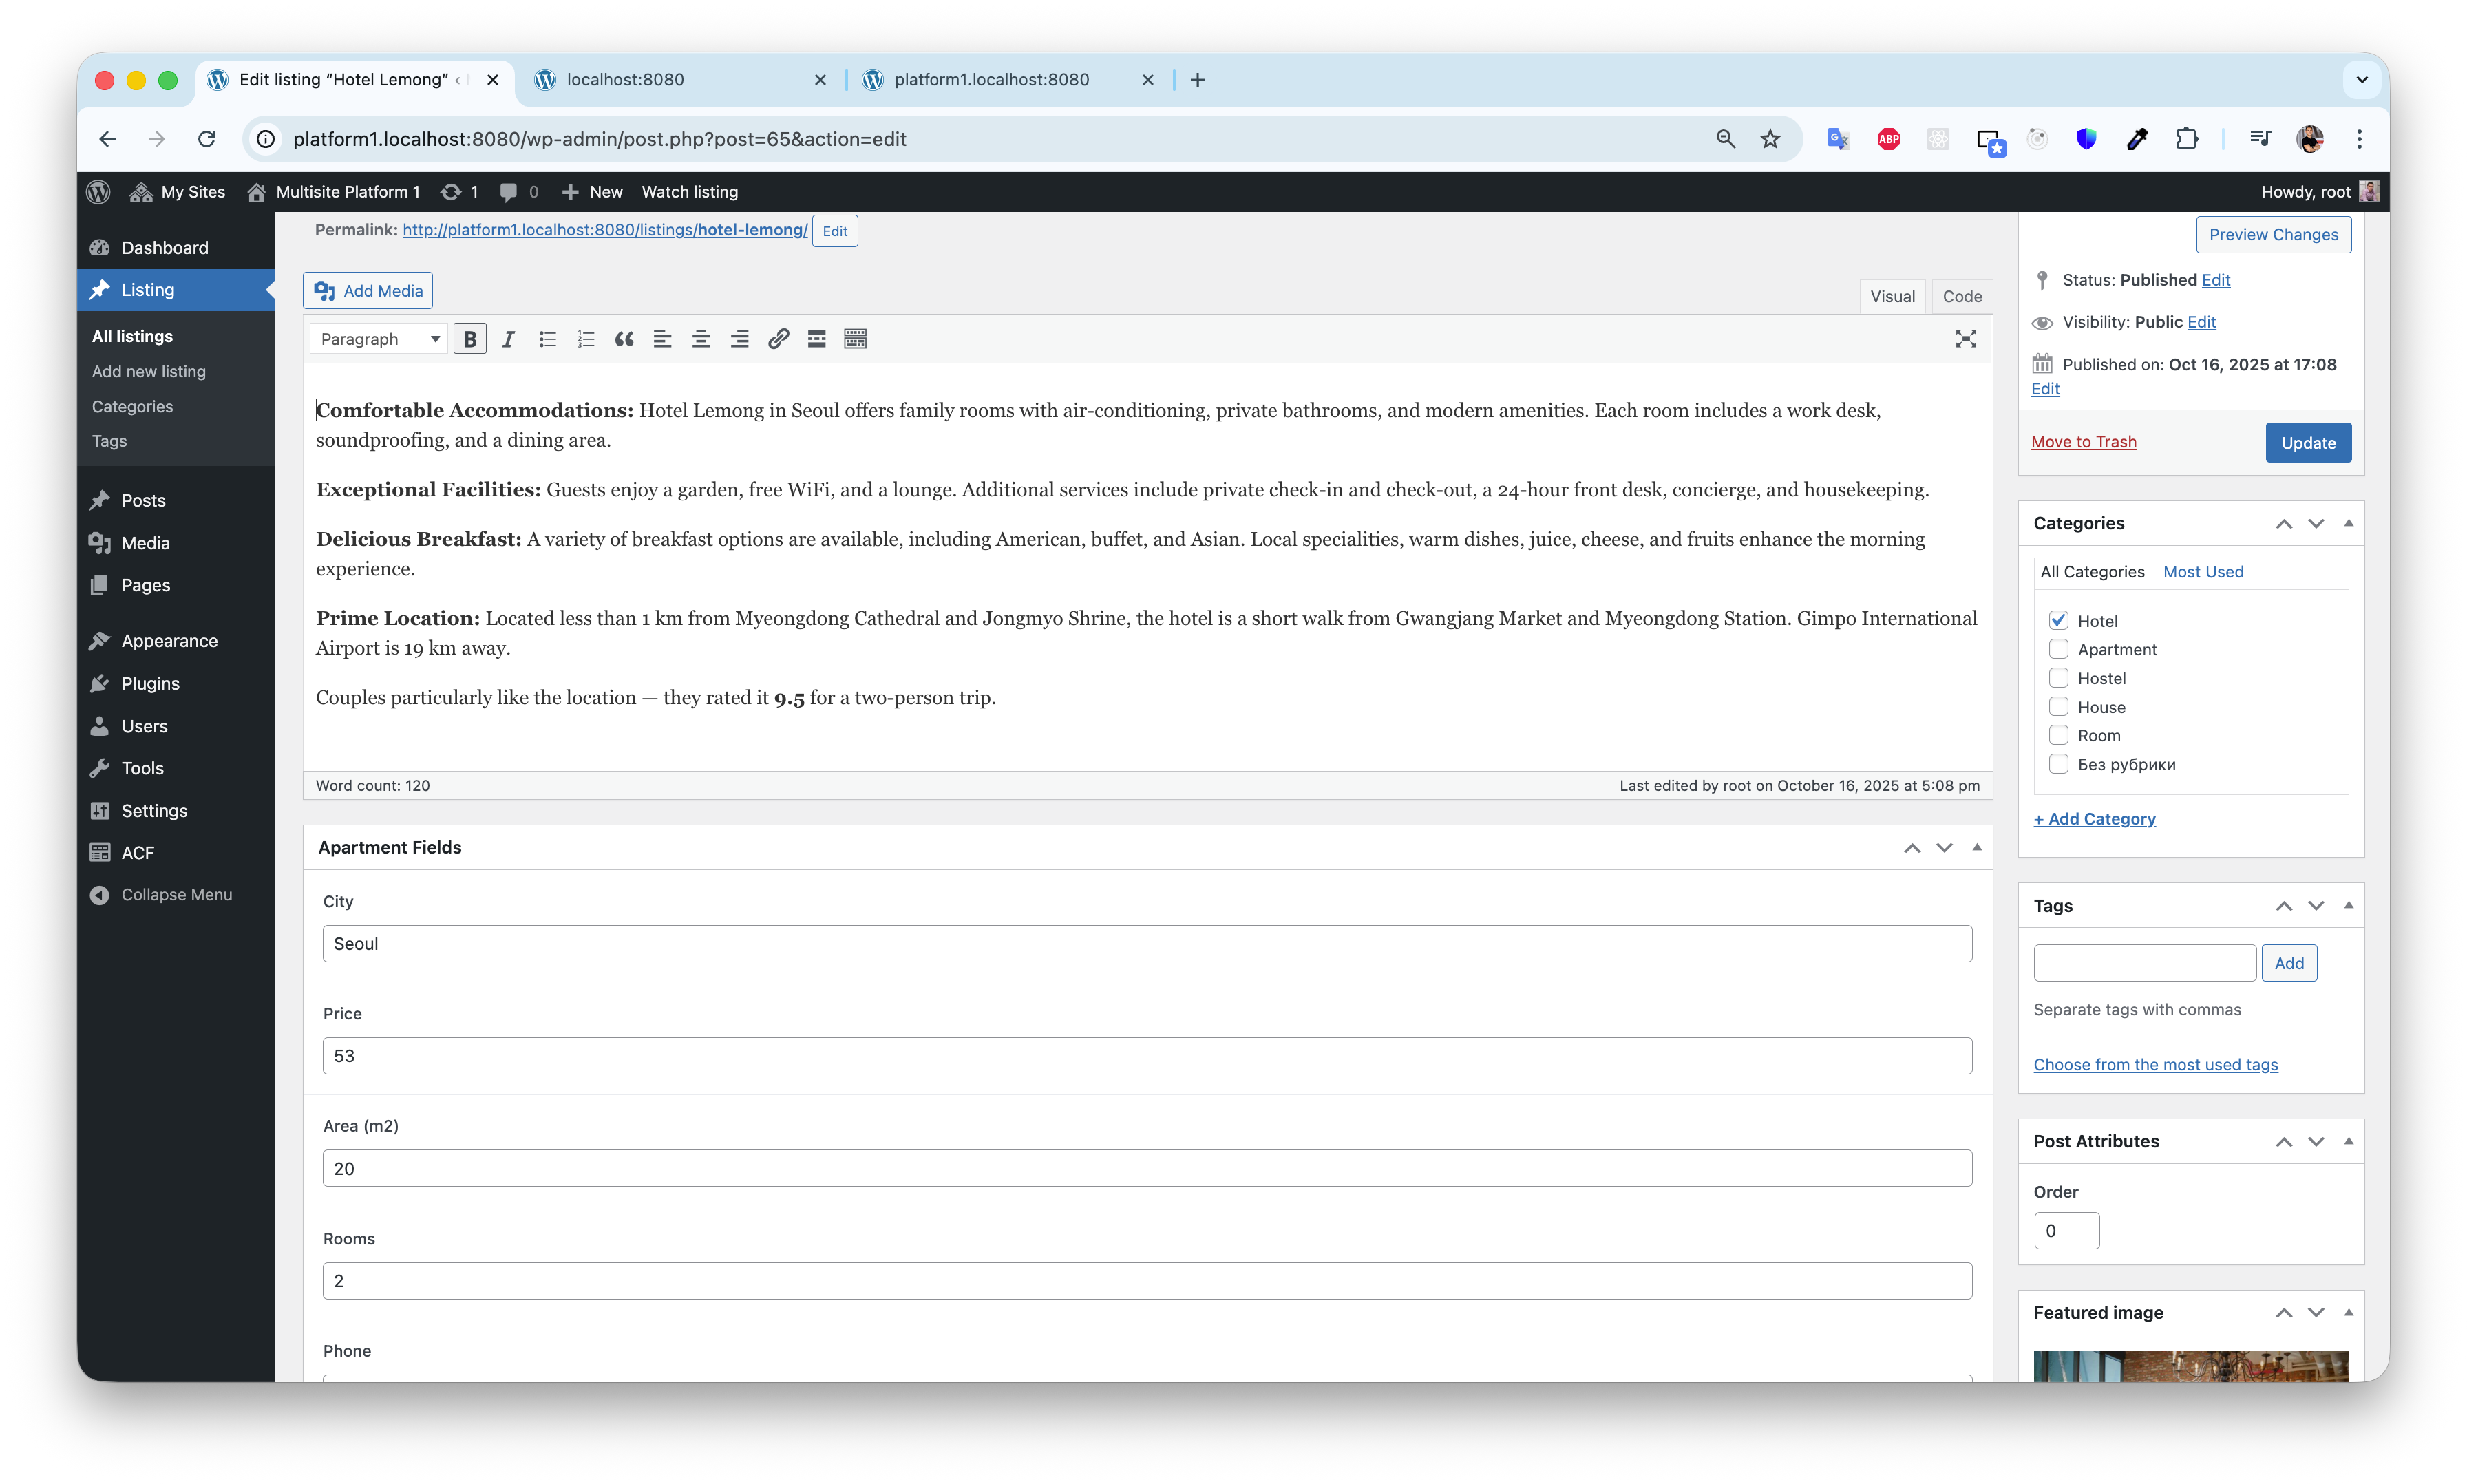 Edit listing “Hotel Lemong” ‹
localhost:8080
platform1.localhost:8080
platform1.localhost:8080/wp-admin/post.php?post=65&action=edit
ABP
My Sites
Multisite Platform 1
1
0
New
Watch listing
Howdy, root
Dashboard
Listing
All listings
Add new listing
Categories
Tags
Posts
Media
Pages
Appearance
Plugins
Users
Tools
Settings
ACF
Collapse Menu
Permalink: http://platform1.localhost:8080/listings/hotel-lemong/ Edit
Add Media
Visual
Code
Paragraph
Comfortable Accommodations: Hotel Lemong in Seoul offers family rooms with air-conditioning, private bathrooms, and modern amenities. Each room includes a work desk,
soundproofing, and a dining area.
Exceptional Facilities: Guests enjoy a garden, free WiFi, and a lounge. Additional services include private check-in and check-out, a 24-hour front desk, concierge, and housekeeping.
Delicious Breakfast: A variety of breakfast options are available, including American, buffet, and Asian. Local specialities, warm dishes, juice, cheese, and fruits enhance the morning
experience.
Prime Location: Located less than 1 km from Myeongdong Cathedral and Jongmyo Shrine, the hotel is a short walk from Gwangjang Market and Myeongdong Station. Gimpo International
Airport is 19 km away.
Couples particularly like the location — they rated it 9.5 for a two-person trip.
Word count: 120
Last edited by root on October 16, 2025 at 5:08 pm
Apartment Fields
City
Seoul
Price
53
Area (m2)
20
Rooms
2
Phone
Preview Changes
Status: Published Edit
Visibility: Public Edit
Published on: Oct 16, 2025 at 17:08
Edit
Move to Trash
Update
Categories
All Categories
Most Used
Hotel
Apartment
Hostel
House
Room
Без рубрики
+ Add Category
Tags
Add
Separate tags with commas
Choose from the most used tags
Post Attributes
Order
0
Featured image